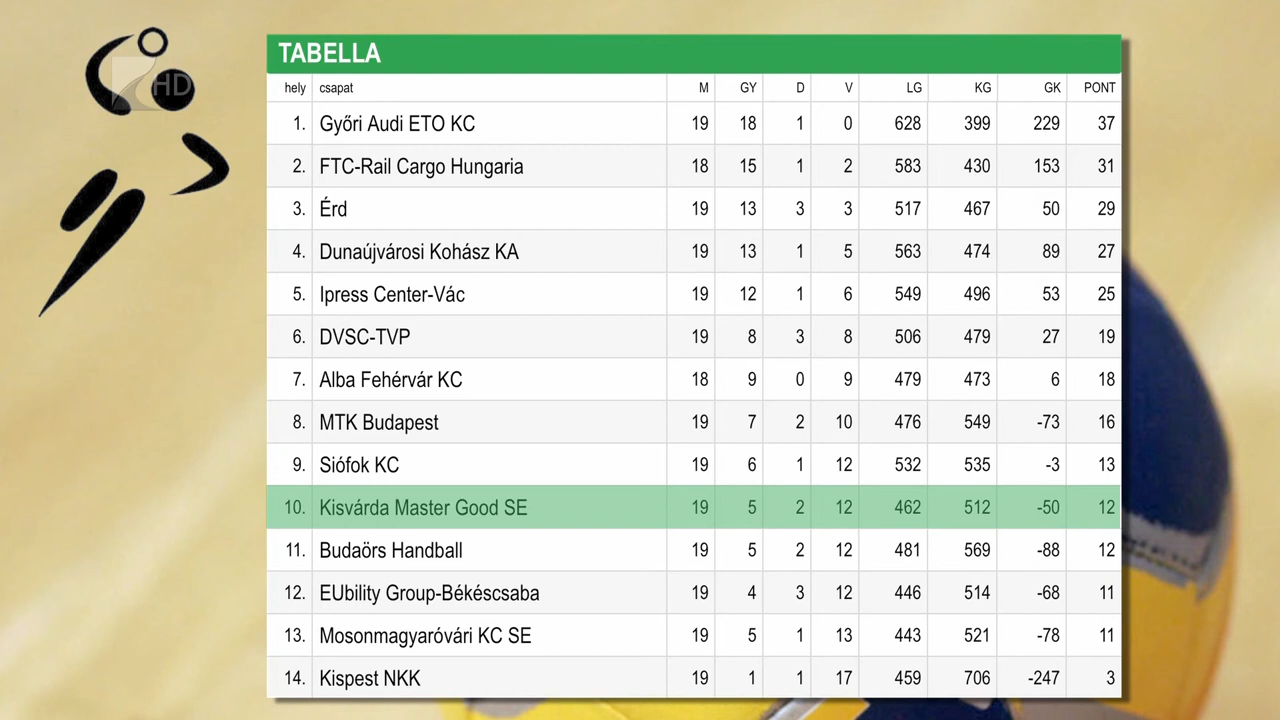 HD
TABELLA
hely csapat M GY D V LG KG GK PONT
1. Győri Audi ETO KC 19 18 1 0 628 399 229 37
2. FTC-Rail Cargo Hungaria 18 15 1 2 583 430 153 31
3. Érd 19 13 3 3 517 467 50 29
4. Dunaújvárosi Kohász KA 19 13 1 5 563 474 89 27
5. Ipress Center-Vác 19 12 1 6 549 496 53 25
6. DVSC-TVP 19 8 3 8 506 479 27 19
7. Alba Fehérvár KC 18 9 0 9 479 473 6 18
8. MTK Budapest 19 7 2 10 476 549 -73 16
9. Siófok KC 19 6 1 12 532 535 -3 13
10. Kisvárda Master Good SE 19 5 2 12 462 512 -50 12
11. Budaörs Handball 19 5 2 12 481 569 -88 12
12. EUbility Group-Békéscsaba 19 4 3 12 446 514 -68 11
13. Mosonmagyaróvári KC SE 19 5 1 13 443 521 -78 11
14. Kispest NKK 19 1 1 17 459 706 -247 3